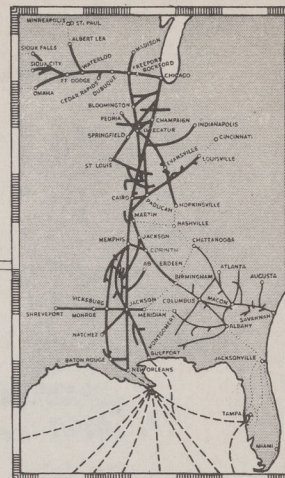 MINNEAPOLIS ST. PAUL
ALBERT LEA
SIOUX FALLS
MADISON
WATERLOO
FREEPORT
ROCKFORD
SIOUX CITY
FT DODGE
CHICAGO
DUBUQUE
CEDAR RAPIDS
OMAHA
BLOOMINGTON
PEORIA
CHAMPAIGN
INDIANAPOLIS
DECATUR
SPRINGFIELD
CINCINNATI
ST. LOUIS
EVANSVILLE
LOUISVILLE
CAIRO
PADUCAH
HOPKINSVILLE
MARTIN
NASHVILLE
JACKSON
MEMPHIS
CORINTH
CHATTANOOGA
ABERDEEN
BIRMINGHAM
ATLANTA
AUGUSTA
VICKSBURG
JACKSON
COLUMBUS
MACON
SHREVEPORT
MONROE
MERIDIAN
SAVANNAH
MONTGOMERY
ALBANY
NATCHEZ
BATON ROUGE
GULFPORT
JACKSONVILLE
NEW ORLEANS
TAMPA
MIAMI